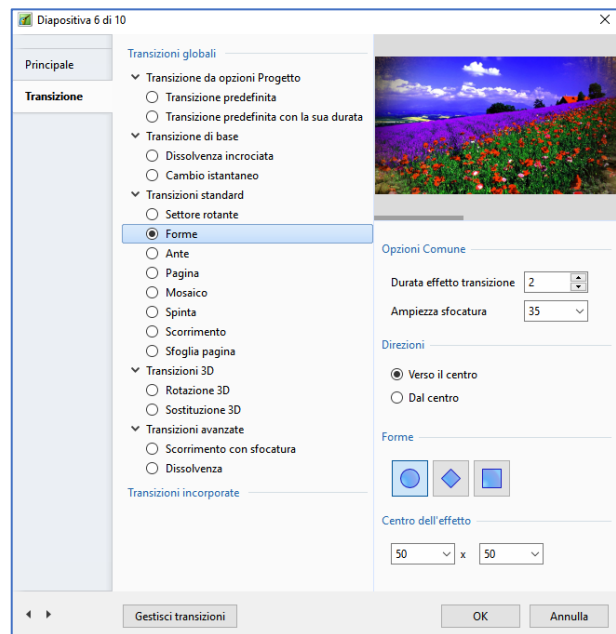 Diapositiva 6 di 10
Principale
Transizione
Transizioni globali
Transizione da opzioni Progetto
Transizione predefinita
Transizione predefinita con la sua durata
Transizione di base
Dissolvenza incrociata
Cambio istantaneo
Transizioni standard
Settore rotante
Forme
Ante
Pagina
Mosaico
Spinta
Scorrimento
Sfoglia pagina
Transizioni 3D
Rotazione 3D
Sostituzione 3D
Transizioni avanzate
Scorrimento con sfocatura
Dissolvenza
Transizioni incorporate
Opzioni Comune
Durata effetto transizione 2
Ampiezza sfocatura 35
Direzioni
Verso il centro
Dal centro
Forme
Centro dell'effetto
50 x 50
Gestisci transizioni
OK
Annulla